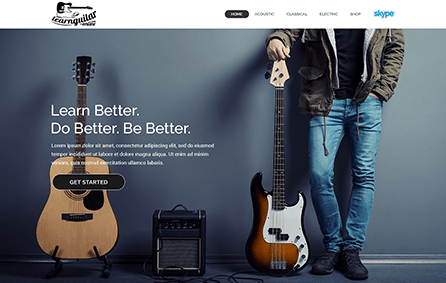 learnguitar
HOME ACOUSTIC CLASSICAL ELECTRIC SHOP skype
Learn Better.
Do Better. Be Better.
Lorem ipsum dolor sit amet, consectetur adipiscing elit, sed do eiusmod
tempor incididunt ut labore et dolore magna aliqua. Ut enim ad minim
veniam, quis nostrud exercitation ullamco laboris.
GET STARTED